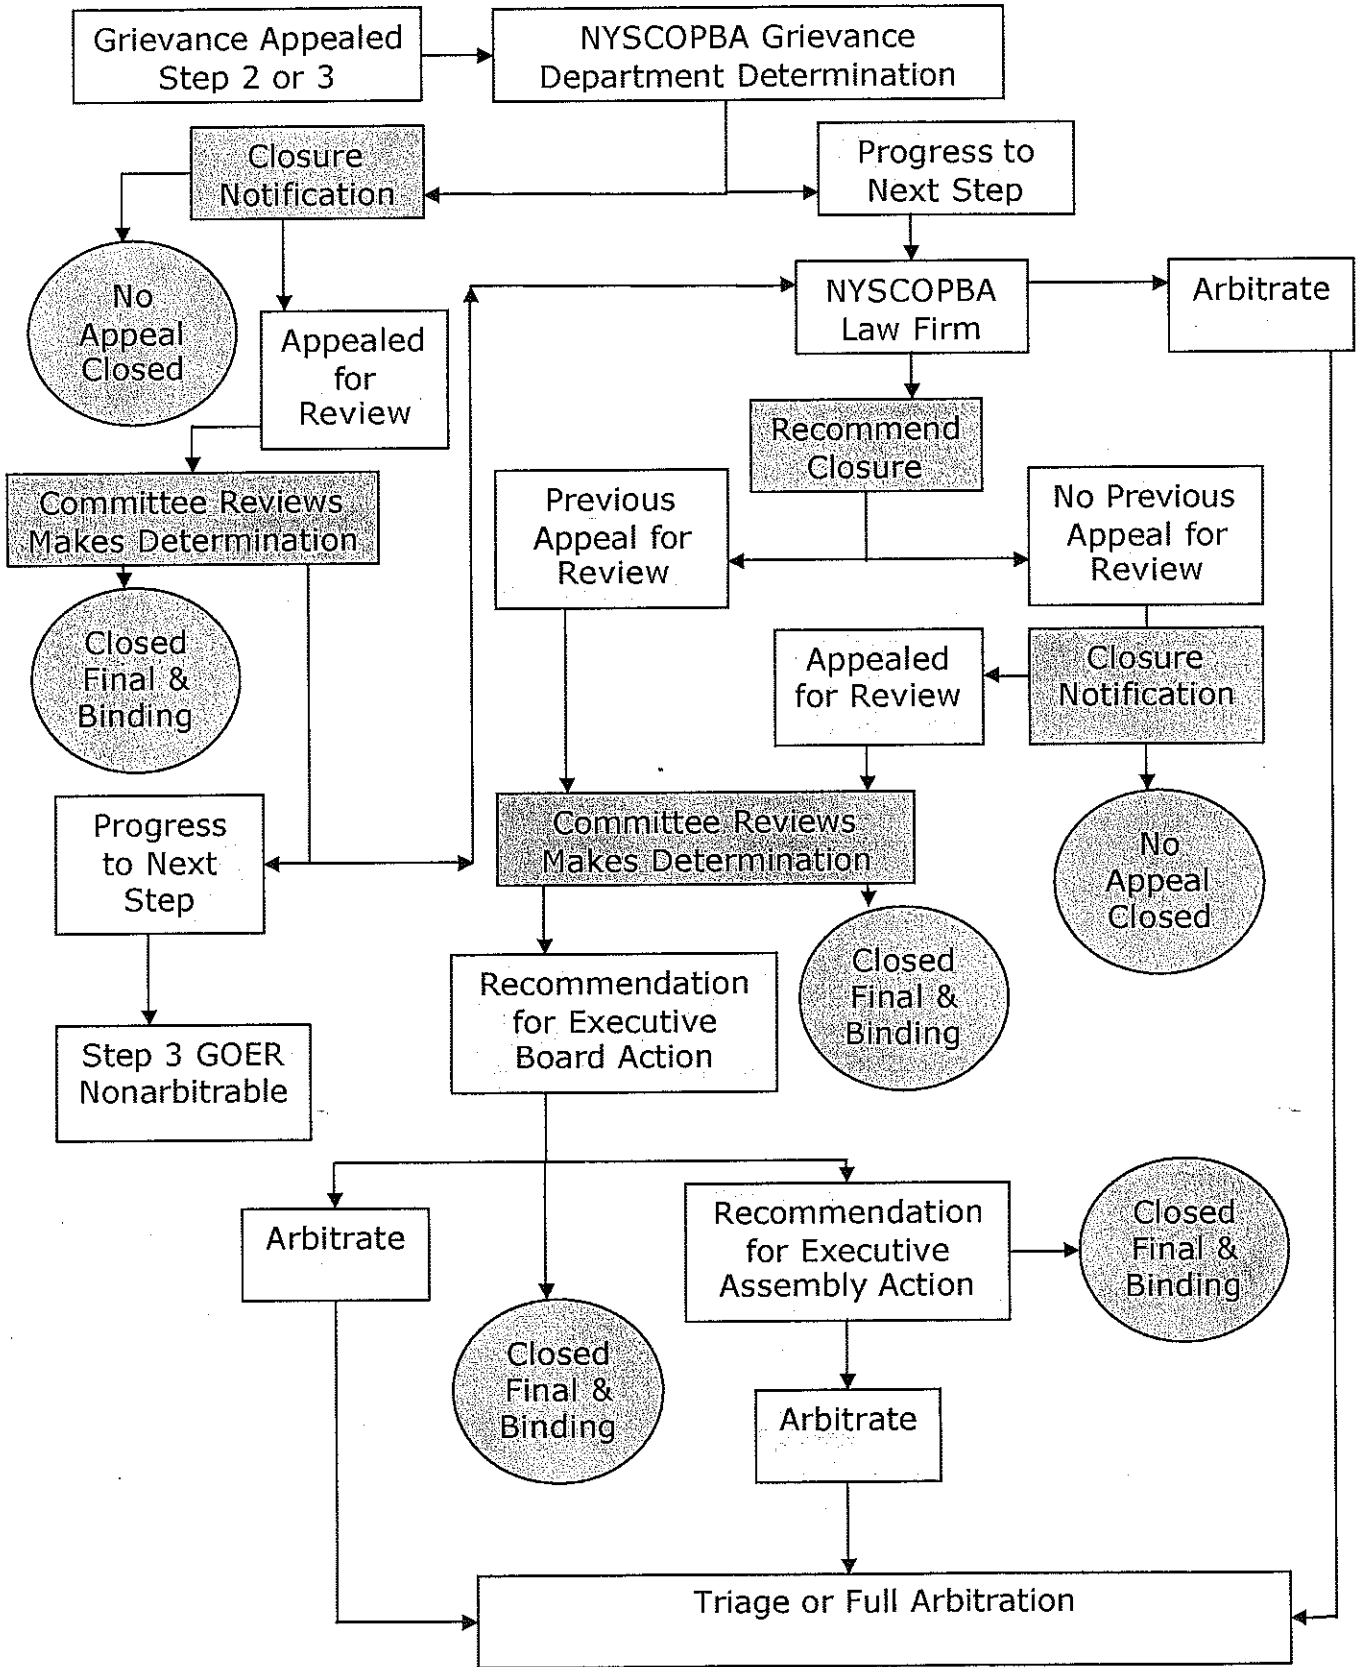 Grievance Appealed
Step 2 or 3
NYSCOPBA Grievance
Department Determination
Closure
Notification
Progress to
Next Step
No
Appeal
Closed
Appealed
for
Review
NYSCOPBA
Law Firm
Arbitrate
Recommend
Closure
Committee Reviews
Makes Determination
Previous
Appeal for
Review
No Previous
Appeal for
Review
Closed
Final &
Binding
Appealed
for Review
Closure
Notification
Progress
to Next
Step
Committee Reviews
Makes Determination
No
Appeal
Closed
Recommendation
for Executive
Board Action
Closed
Final &
Binding
Step 3 GOER
Nonarbitrable
Arbitrate
Recommendation
for Executive
Assembly Action
Closed
Final &
Binding
Closed
Final &
Binding
Arbitrate
Triage or Full Arbitration